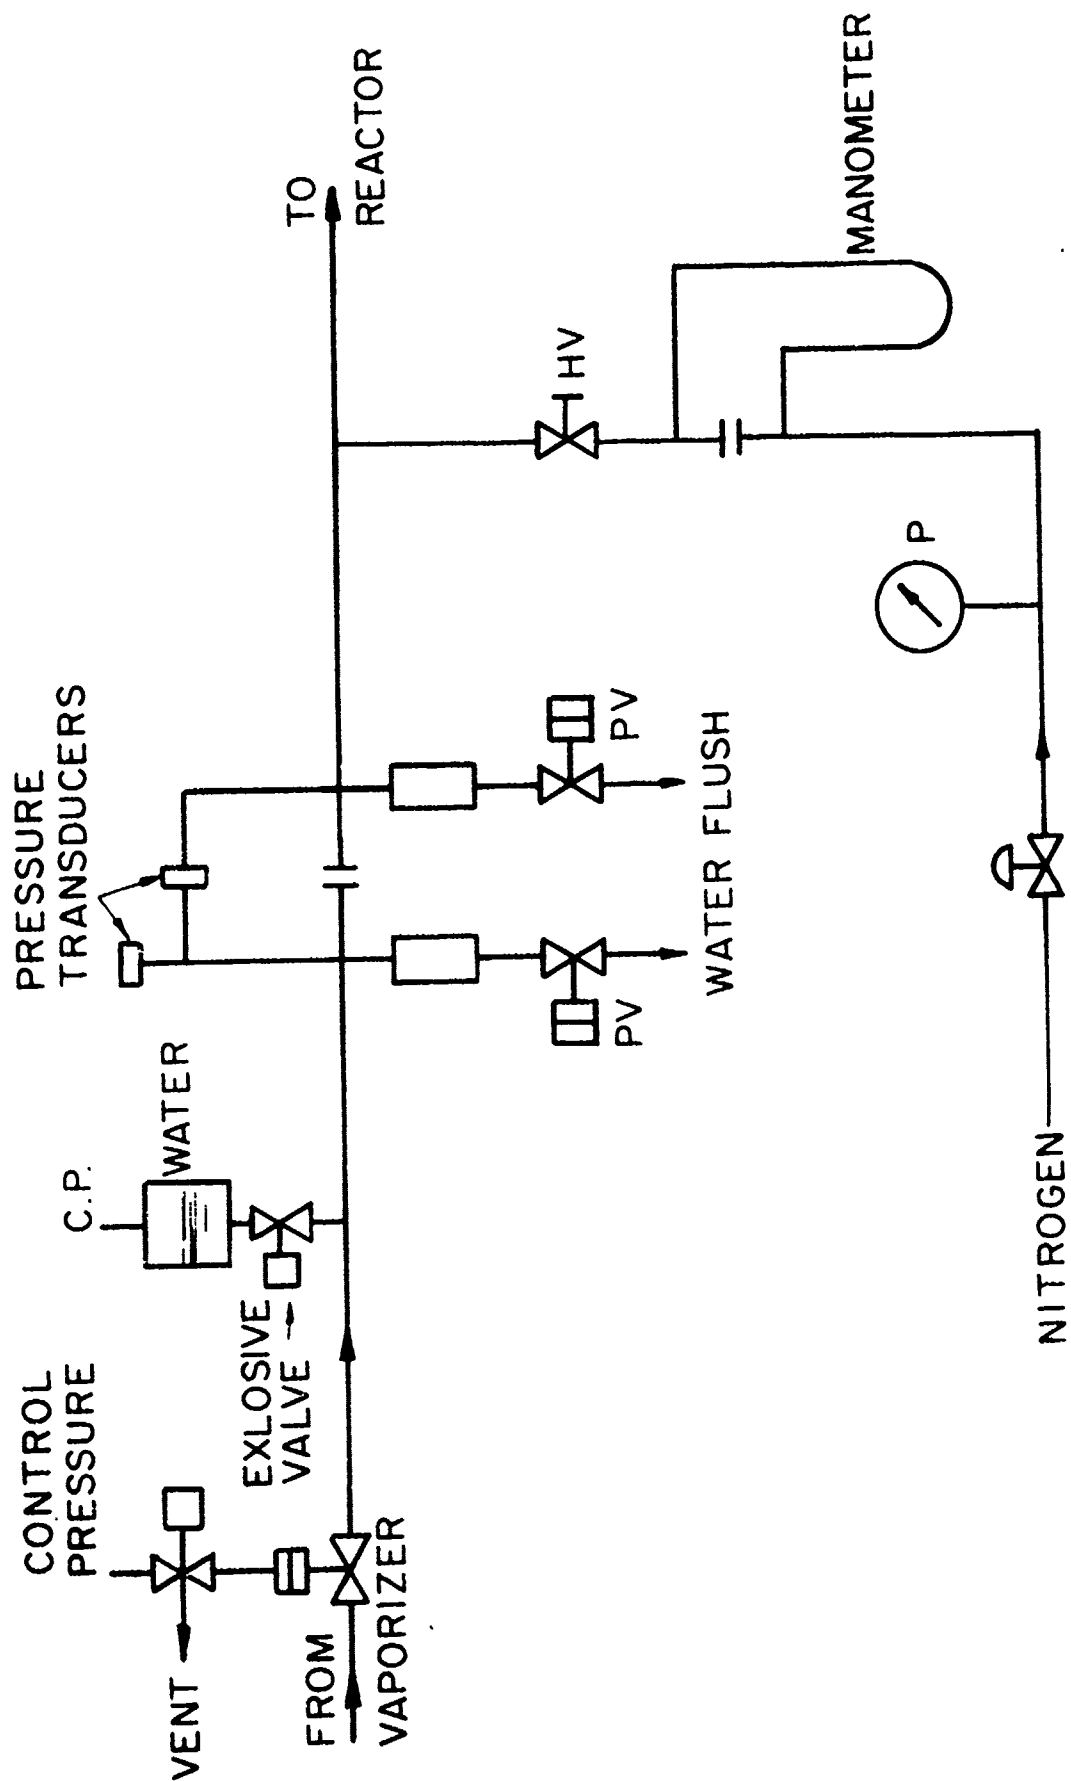 CONTROL
PRESSURE
VENT
C.P.
WATER
EXLOSIVE
VALVE
FROM
VAPORIZER
PRESSURE
TRANSDUCERS
PV
PV
WATER FLUSH
TO
REACTOR
HV
MANOMETER
P
NITROGEN